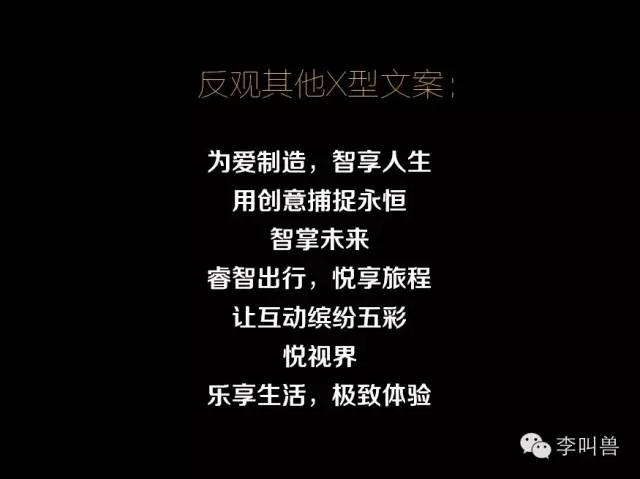 反观其他X型文案：
为爱制造，智享人生
用创意捕捉永恒
智掌未来
睿智出行，悦享旅程
让互动缤纷五彩
悦视界
乐享生活，极致体验
李叫兽